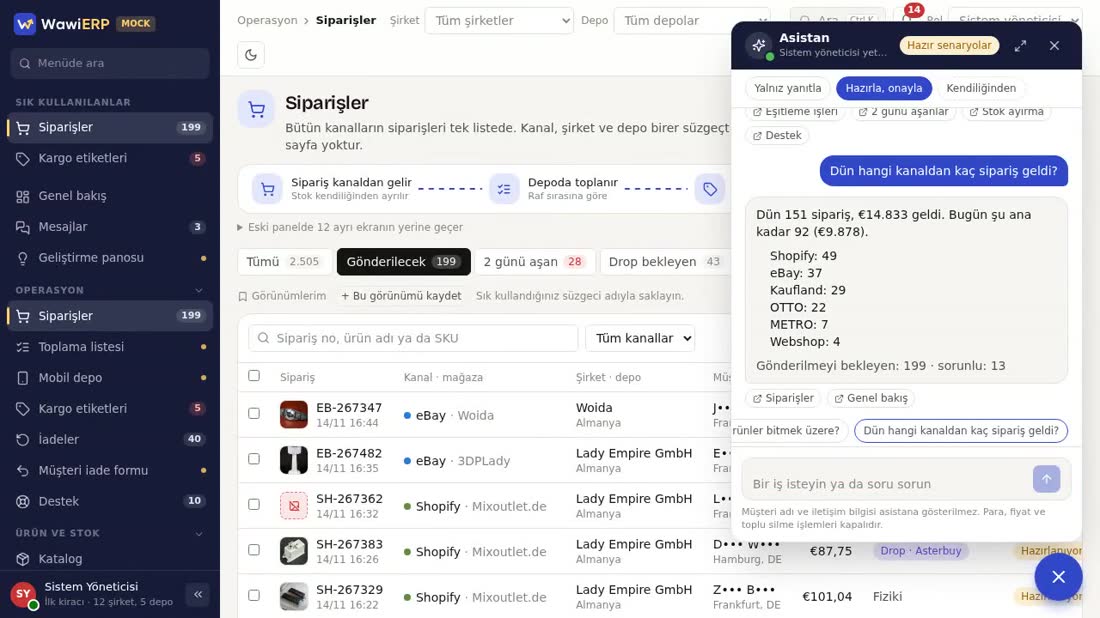 WawiERP MOCK
Menüde ara
SIK KULLANILANLAR
Siparişler 199
Kargo etiketleri 5
Genel bakış
Mesajlar 3
Geliştirme panosu
OPERASYON
Siparişler 199
Toplama listesi
Mobil depo
Kargo etiketleri 5
İadeler 40
Müşteri iade formu
Destek 10
ÜRÜN VE STOK
Katalog
SY Sistem Yöneticisi
İlk kiracı · 12 şirket, 5 depo
Operasyon › Siparişler Şirket Tüm şirketler Depo Tüm depolar
14
Siparişler
Bütün kanalların siparişleri tek listede. Kanal, şirket ve depo birer süzgeçt
sayfa yoktur.
Sipariş kanaldan gelir
Stok kendiliğinden ayrılır
Depoda toplanır
Raf sırasına göre
Eski panelde 12 ayrı ekranın yerine geçer
Tümü 2.505 Gönderilecek 199 2 günü aşan 28 Drop bekleyen 43
Görünümlerim + Bu görünümü kaydet Sık kullandığınız süzgeci adıyla saklayın.
Sipariş no, ürün adı ya da SKU Tüm kanallar
Sipariş Kanal · mağaza Şirket · depo Mü
EB-267347 eBay · Woida Woida J••
14/11 16:44 Almanya
EB-267482 eBay · 3DPLady Lady Empire GmbH E•
14/11 16:35 Almanya
SH-267362 Shopify · Mixoutlet.de Lady Empire GmbH L••
14/11 16:32 Almanya
SH-267383 Shopify · Mixoutlet.de Lady Empire GmbH D••• W••• €87,75 Drop · Asterbuy Hazırlanıyor
14/11 16:26 Almanya Hamburg, DE
SH-267329 Shopify · Mixoutlet.de Lady Empire GmbH Z••• B••• €101,04 Fiziki
14/11 16:22 Almanya Frankfurt, DE
Asistan
Sistem yöneticisi yet...
Hazır senaryolar
Yalnız yanıtla Hazırla, onayla Kendiliğinden
Eşitleme işleri 2 günü aşanlar Stok ayırma
Destek
Dün hangi kanaldan kaç sipariş geldi?
Dün 151 sipariş, €14.833 geldi. Bugün şu ana
kadar 92 (€9.878).
Shopify: 49
eBay: 37
Kaufland: 29
OTTO: 22
METRO: 7
Webshop: 4
Gönderilmeyi bekleyen: 199 · sorunlu: 13
Siparişler Genel bakış
rünler bitmek üzere? Dün hangi kanaldan kaç sipariş geldi?
Bir iş isteyin ya da soru sorun
Müşteri adı ve iletişim bilgisi asistana gösterilmez. Para, fiyat ve
toplu silme işlemleri kapalıdır.